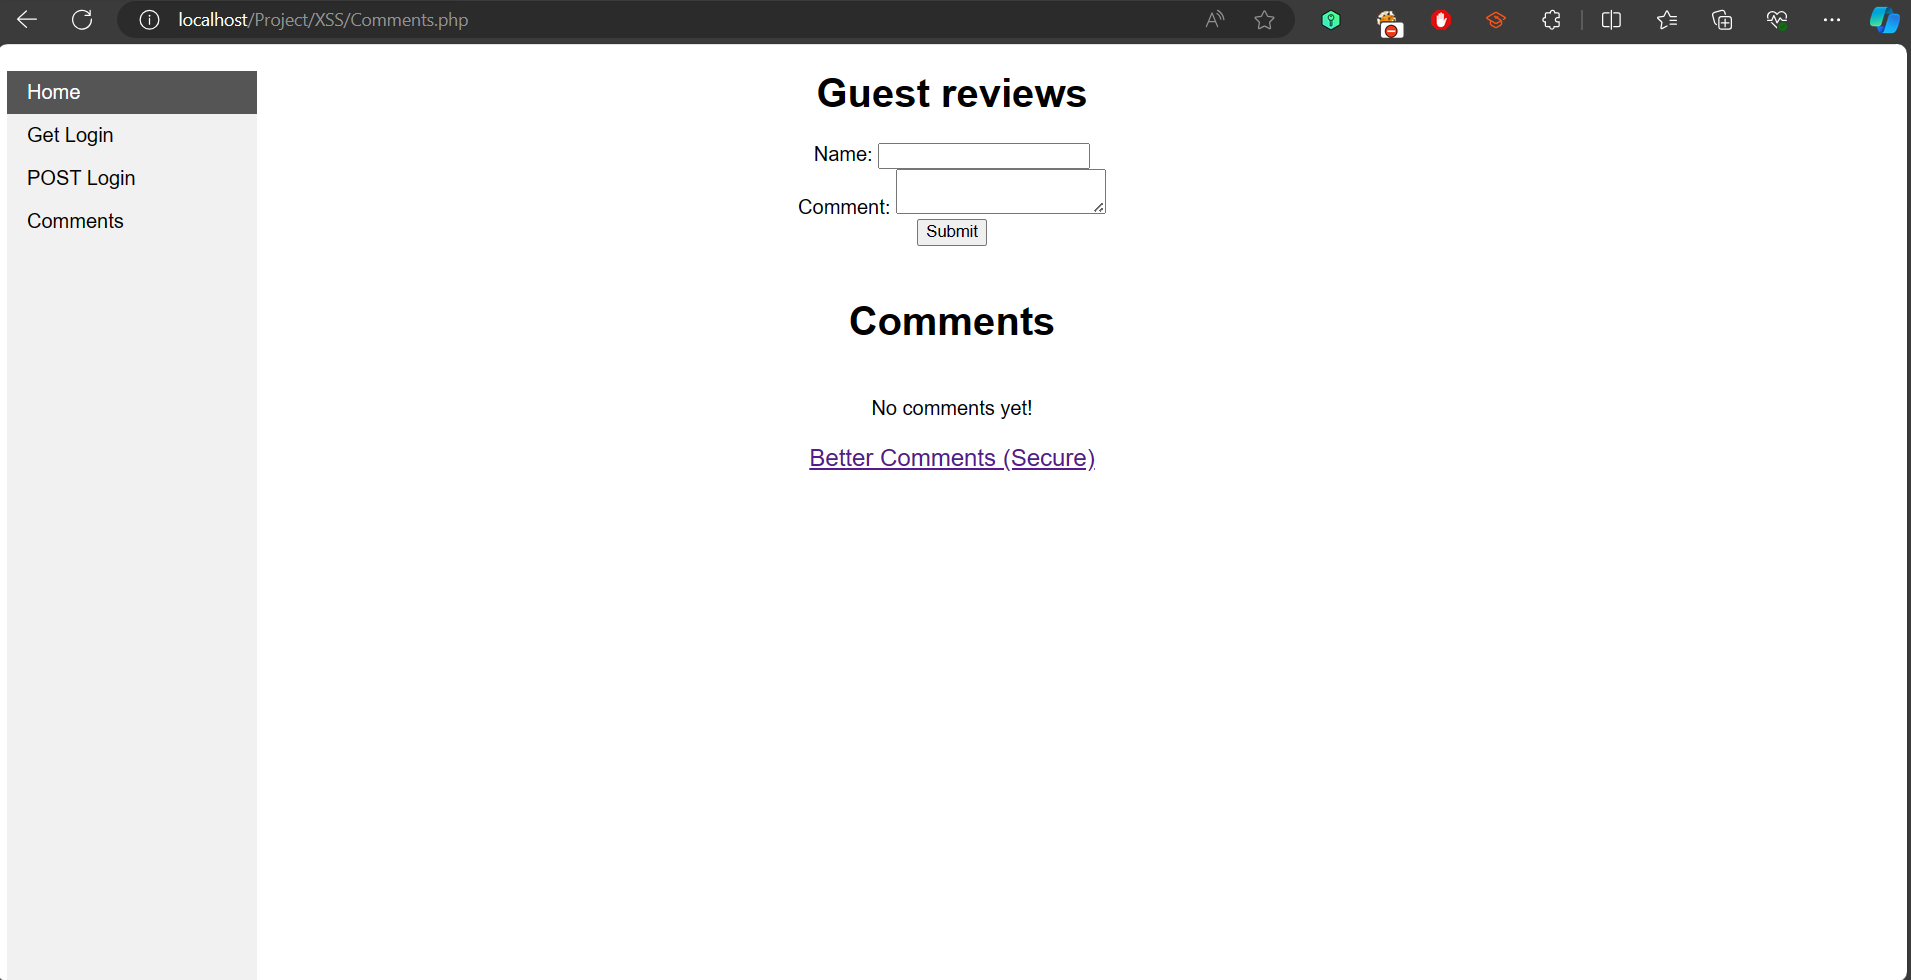 localhost/Project/XSS/Comments.php
Home
Get Login
POST Login
Comments
Guest reviews
Name:
Comment:
Submit
Comments
No comments yet!
Better Comments (Secure)